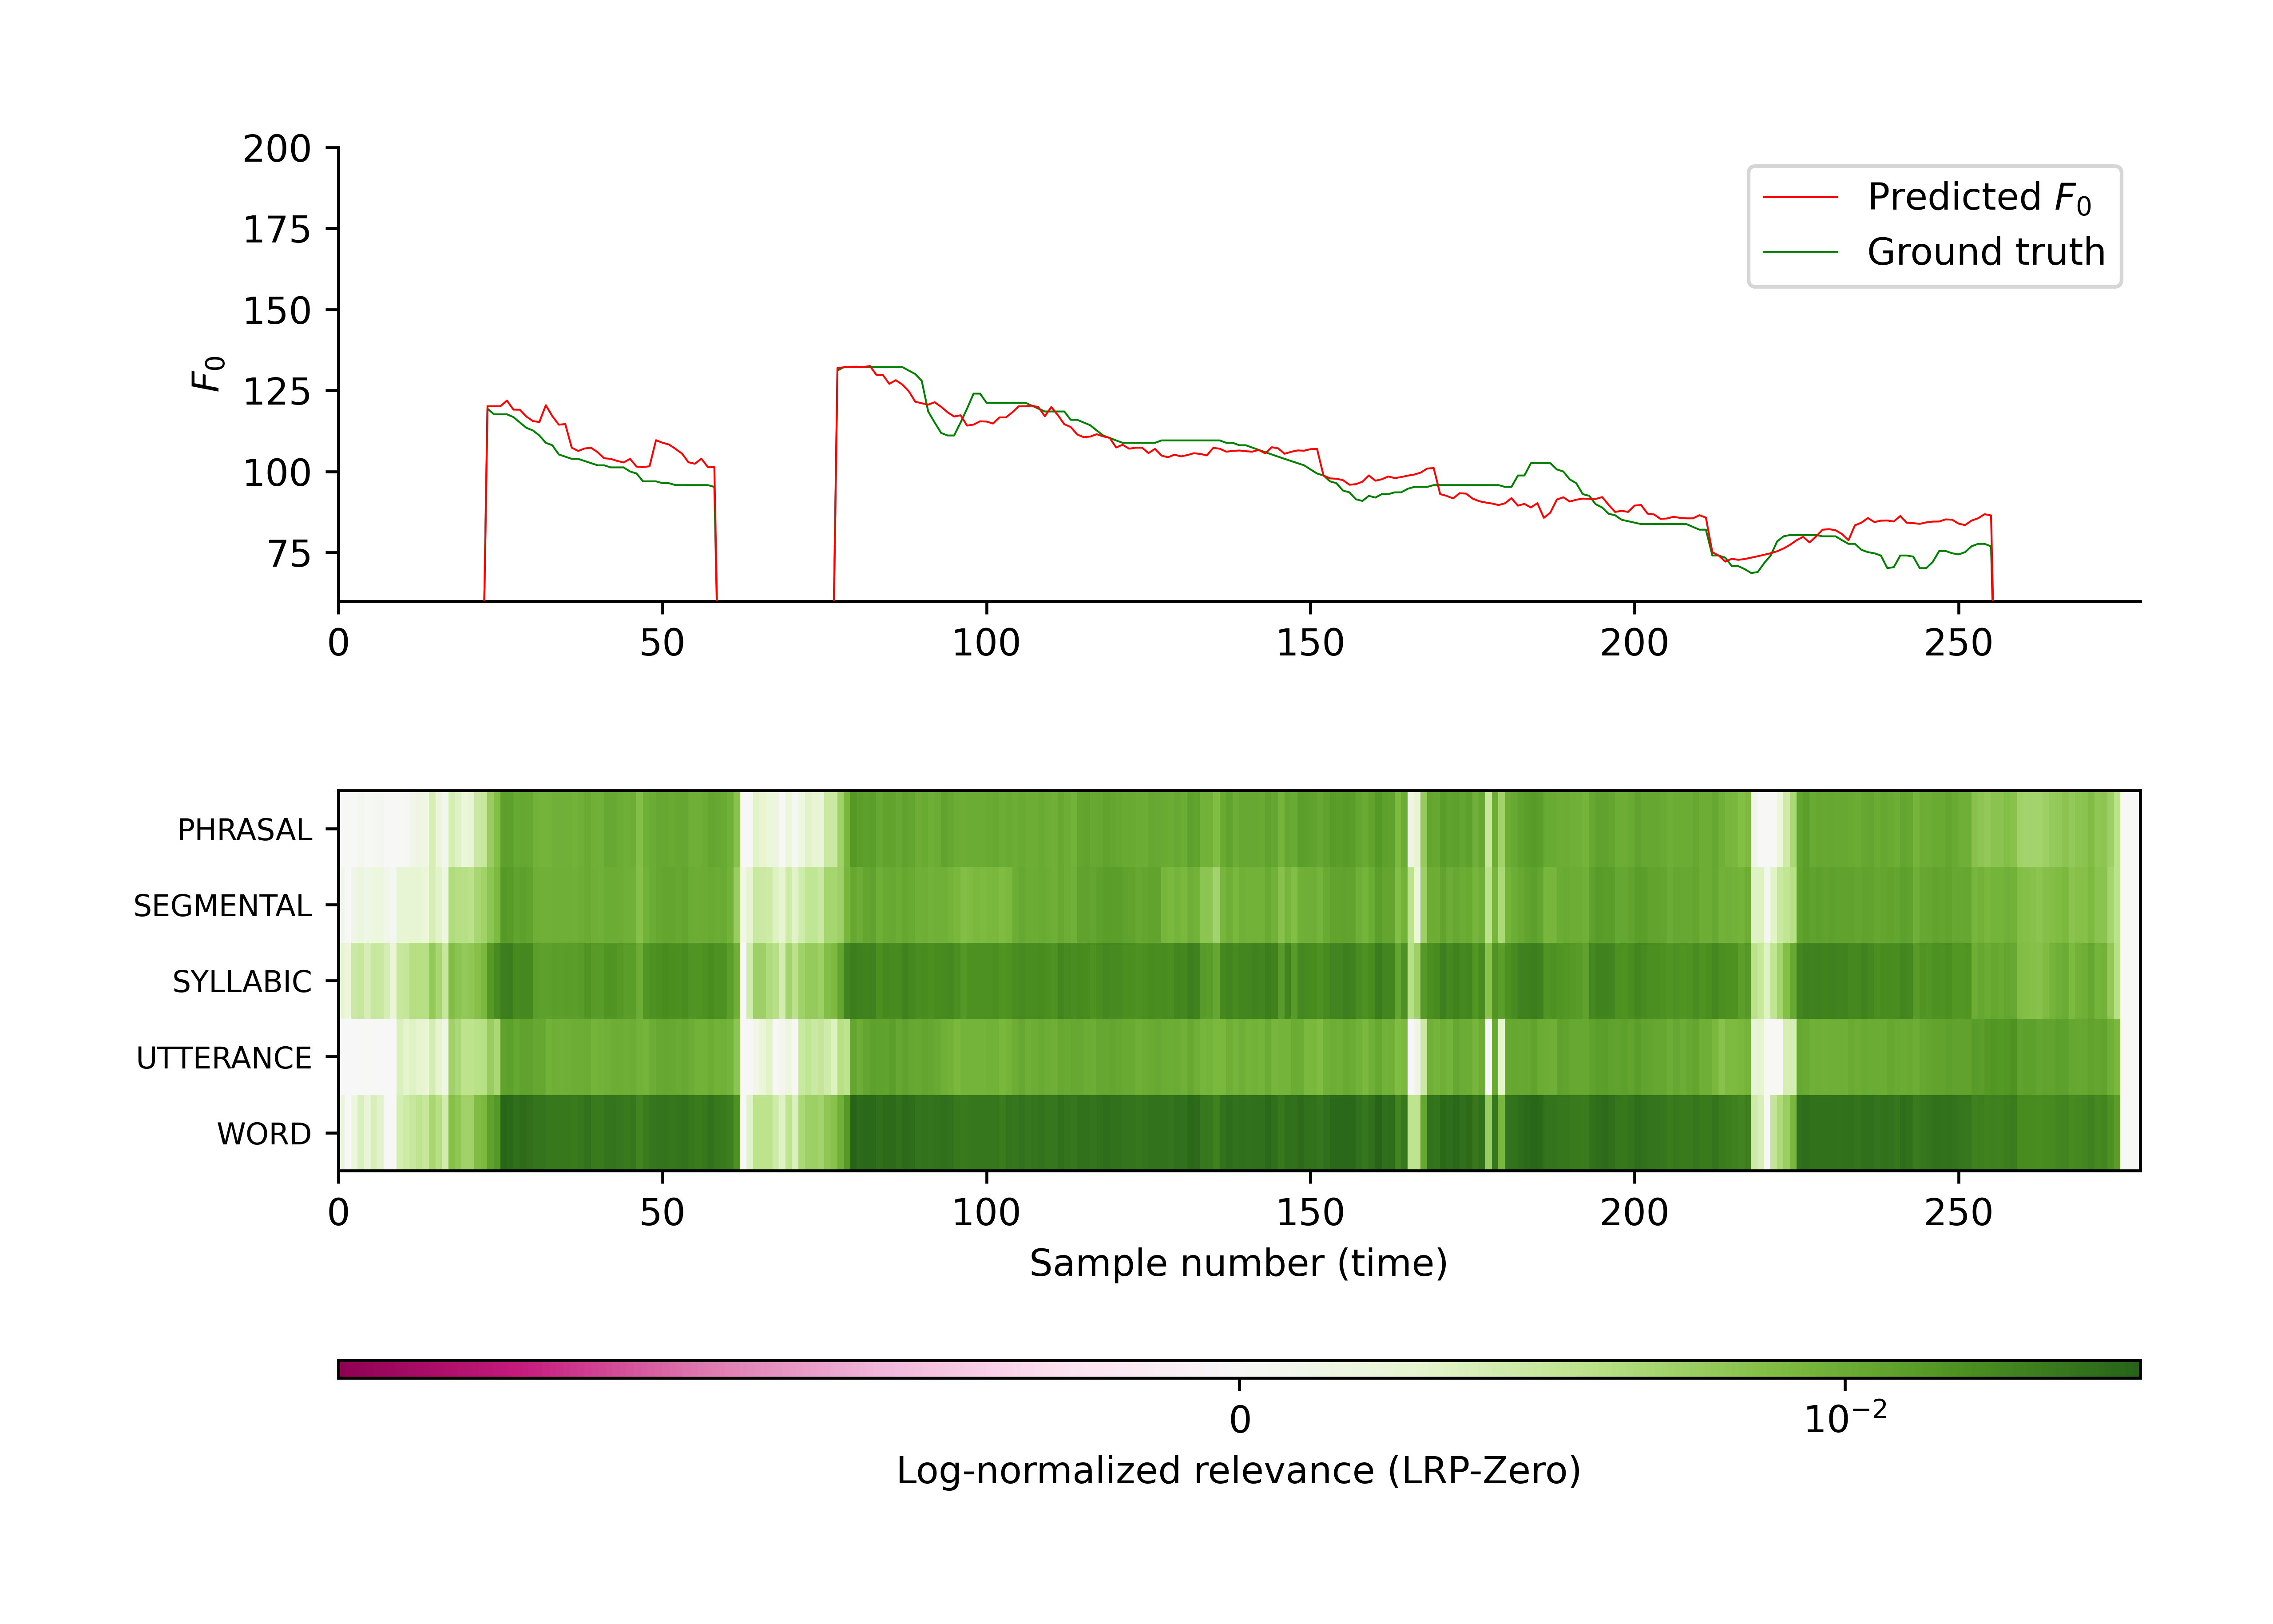 200
175
150
125
100
75
F₀
Predicted F₀
Ground truth
0 50 100 150 200 250
PHRASAL
SEGMENTAL
SYLLABIC
UTTERANCE
WORD
0 50 100 150 200 250
Sample number (time)
0 10⁻²
Log-normalized relevance (LRP-Zero)